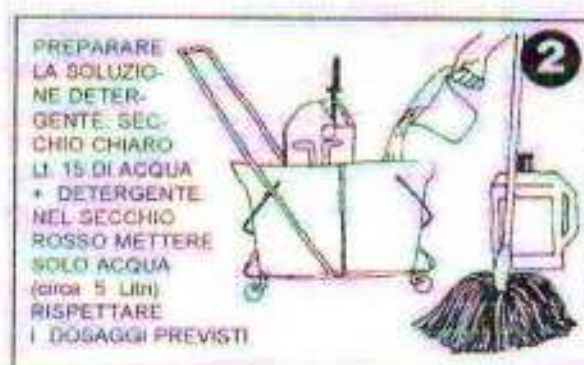 PREPARARE
LA SOLUZIO-
NE DETER-
GENTE. SEC-
CHIO CHIARO
Lt. 15 DI ACQUA
+ DETERGENTE
NEL SECCHIO
ROSSO METTERE
SOLO ACQUA
(circa 5 Litri)
RISPETTARE
I DOSAGGI PREVISTI
2